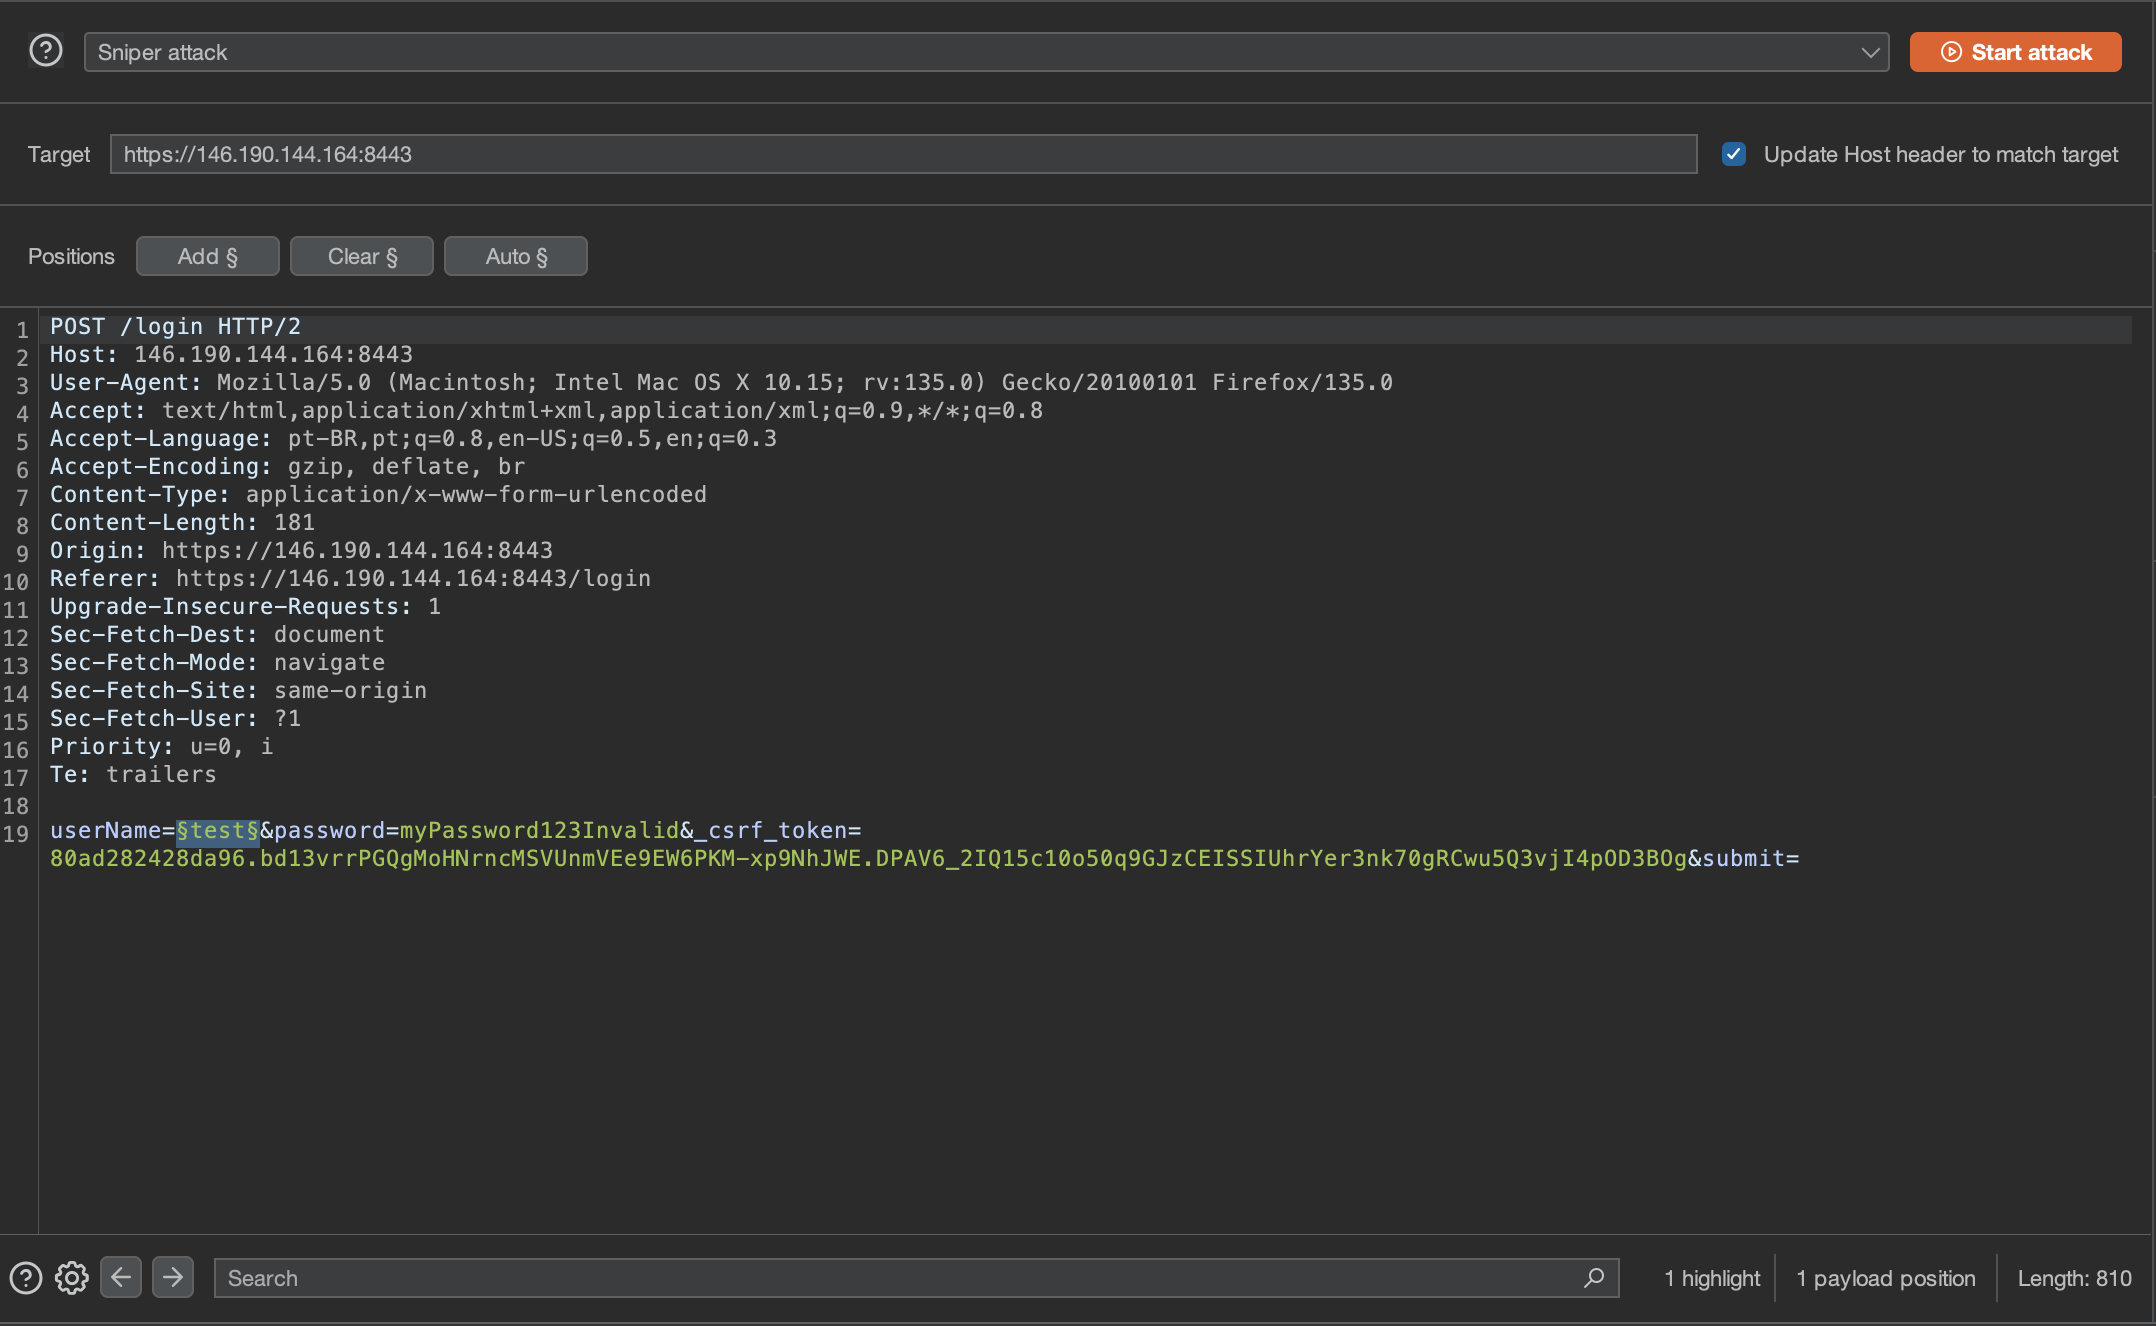 Sniper attack
Start attack
Target
https://146.190.144.164:8443
Update Host header to match target
Positions
Add §
Clear §
Auto §
1 POST /login HTTP/2
2 Host: 146.190.144.164:8443
3 User-Agent: Mozilla/5.0 (Macintosh; Intel Mac OS X 10.15; rv:135.0) Gecko/20100101 Firefox/135.0
4 Accept: text/html,application/xhtml+xml,application/xml;q=0.9,*/*;q=0.8
5 Accept-Language: pt-BR,pt;q=0.8,en-US;q=0.5,en;q=0.3
6 Accept-Encoding: gzip, deflate, br
7 Content-Type: application/x-www-form-urlencoded
8 Content-Length: 181
9 Origin: https://146.190.144.164:8443
10 Referer: https://146.190.144.164:8443/login
11 Upgrade-Insecure-Requests: 1
12 Sec-Fetch-Dest: document
13 Sec-Fetch-Mode: navigate
14 Sec-Fetch-Site: same-origin
15 Sec-Fetch-User: ?1
16 Priority: u=0, i
17 Te: trailers
18
19 userName=§test§&password=myPassword123Invalid&_csrf_token=
80ad282428da96.bd13vrrPGQgMoHNrncMSVUnmVEe9EW6PKM-xp9NhJWE.DPAV6_2IQ15c10o50q9GJzCEISSIUhrYer3nk70gRCwu5Q3vjI4pOD3BOg&submit=
Search
1 highlight
1 payload position
Length: 810